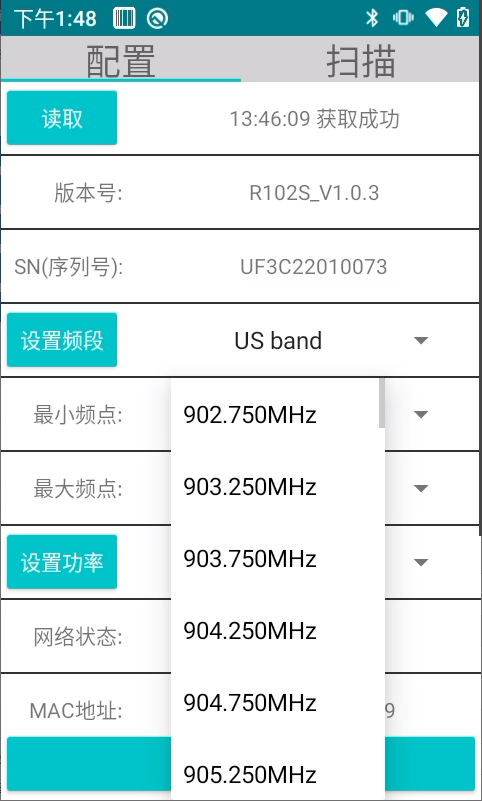 下午1:48
配置 扫描
读取 13:46:09 获取成功
版本号: R102S_V1.0.3
SN(序列号): UF3C22010073
设置频段 US band
最小频点: 902.750MHz
903.250MHz
最大频点:
903.750MHz
设置功率
904.250MHz
网络状态:
904.750MHz
MAC地址: 9
905.250MHz